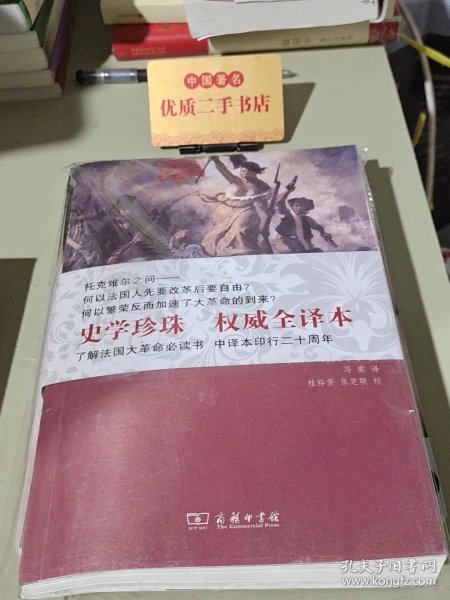 中国著名
优质二手书店
托克维尔之问——
何以法国人先要改革后要自由？
何以繁荣反而加速了大革命的到来？
史学珍珠 权威全译本
了解法国大革命必读书 中译本印行二十周年
冯棠 译
桂裕芳 张芝联 校
商务印书馆
The Commercial Press
孔夫子旧书网
www.kongfz.com